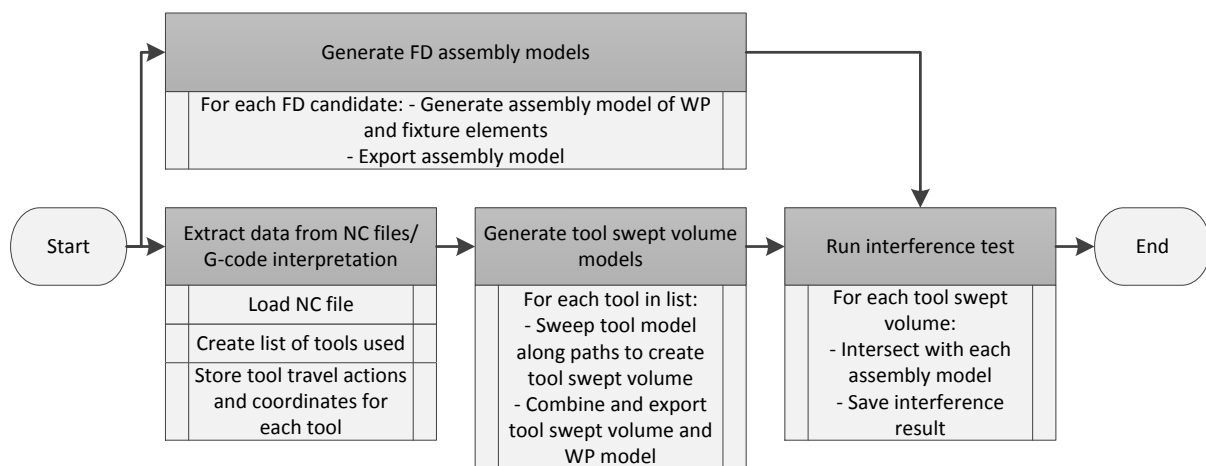 Generate FD assembly models
For each FD candidate: - Generate assembly model of WP
and fixture elements
- Export assembly model
Start
Extract data from NC files/
G-code interpretation
Load NC file
Create list of tools used
Store tool travel actions
and coordinates for
each tool
Generate tool swept volume
models
For each tool in list:
- Sweep tool model
along paths to create
tool swept volume
- Combine and export
tool swept volume and
WP model
Run interference test
For each tool swept
volume:
- Intersect with each
assembly model
- Save interference
result
End